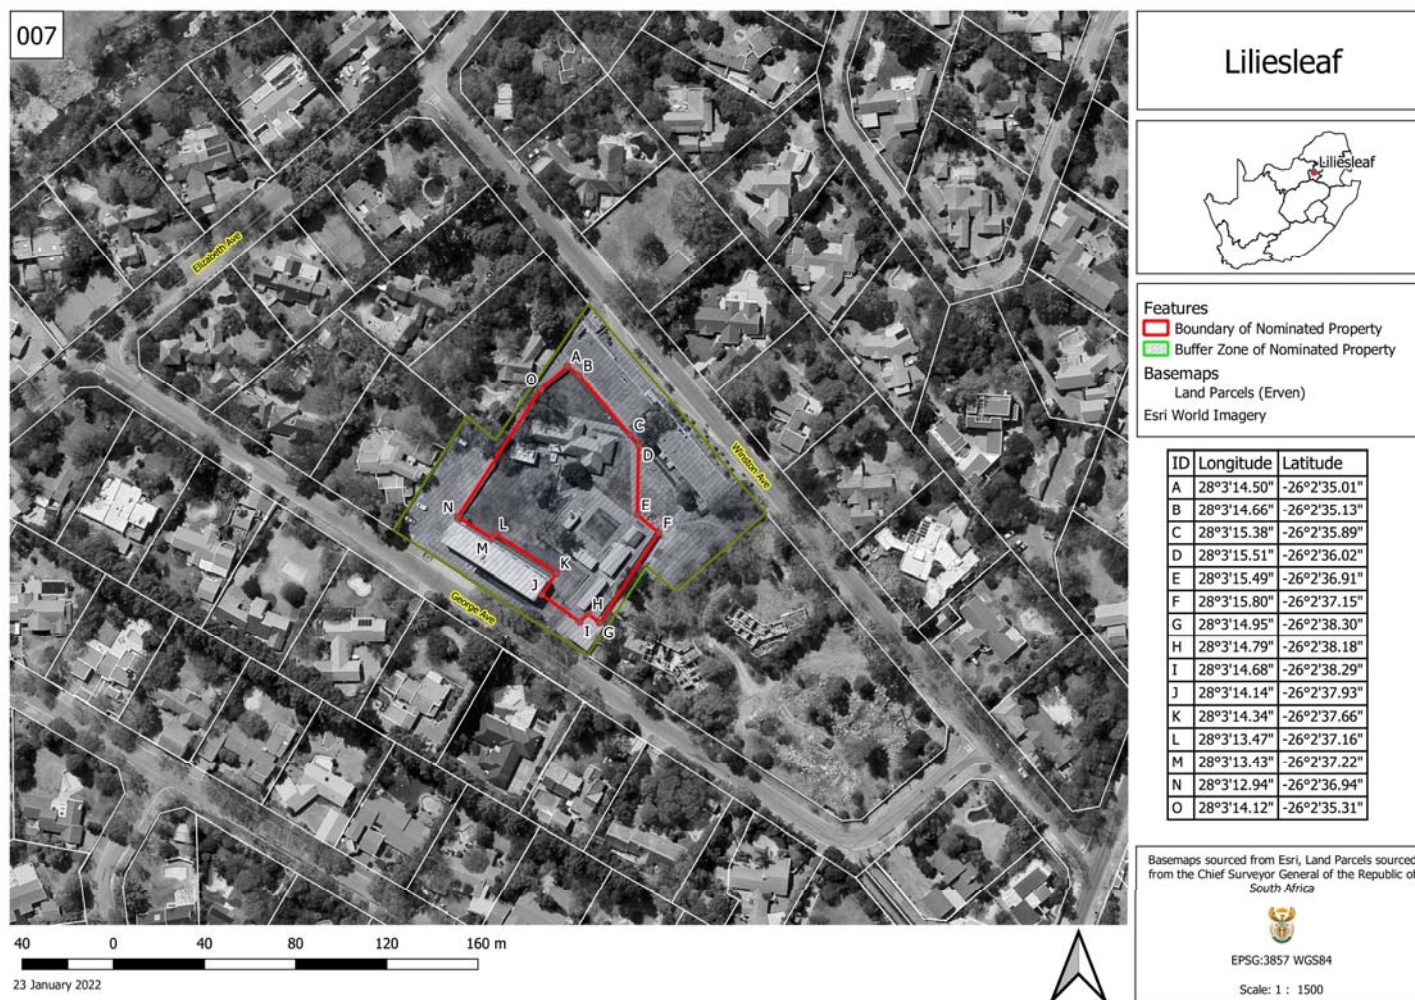 007
Elizabeth Ave
Winston Ave
George Ave
A
B
O
C
D
E
F
N
L
M
K
J
H
I
G
40 0 40 80 120 160 m
23 January 2022
Liliesleaf
Liliesleaf
Features
Boundary of Nominated Property
Buffer Zone of Nominated Property
Basemaps
Land Parcels (Erven)
Esri World Imagery
ID Longitude Latitude
A 28°3'14.50" -26°2'35.01"
B 28°3'14.66" -26°2'35.13"
C 28°3'15.38" -26°2'35.89"
D 28°3'15.51" -26°2'36.02"
E 28°3'15.49" -26°2'36.91"
F 28°3'15.80" -26°2'37.15"
G 28°3'14.95" -26°2'38.30"
H 28°3'14.79" -26°2'38.18"
I 28°3'14.68" -26°2'38.29"
J 28°3'14.14" -26°2'37.93"
K 28°3'14.34" -26°2'37.66"
L 28°3'13.47" -26°2'37.16"
M 28°3'13.43" -26°2'37.22"
N 28°3'12.94" -26°2'36.94"
O 28°3'14.12" -26°2'35.31"
Basemaps sourced from Esri, Land Parcels sourced
from the Chief Surveyor General of the Republic of
South Africa
EPSG:3857 WGS84
Scale: 1 : 1500